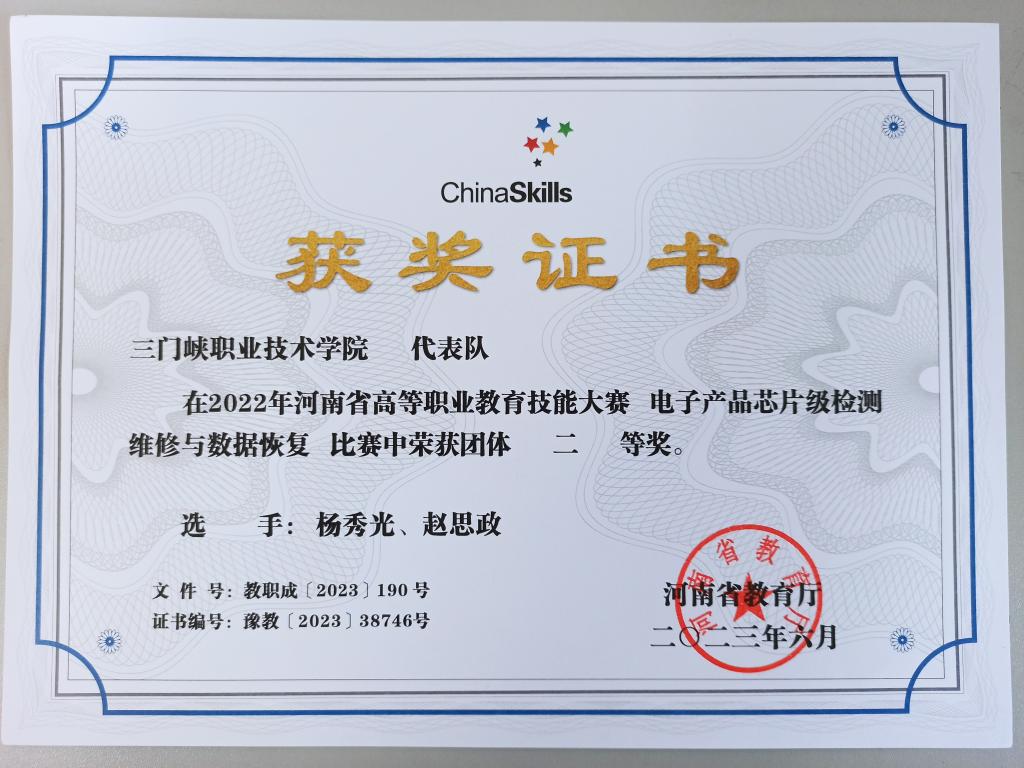 ChinaSkills
获奖证书
三门峡职业技术学院 代表队
在2022年河南省高等职业教育技能大赛 电子产品芯片级检测
维修与数据恢复 比赛中荣获团体 二 等奖。
选 手：杨秀光、赵思政
文 件 号：教职成〔2023〕190号
证书编号：豫教〔2023〕38746号
河南省教育厅
二〇二三年六月
河南省教育厅